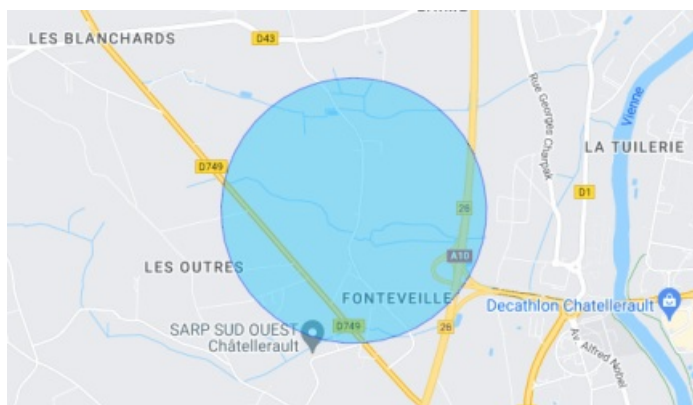 LES BLANCHARDS
D43
Rue Georges Charpak
Vienne
LA TUILERIE
D749
D1
26
A10
LES OUTRES
FONTEVEILLE
Decathlon Chatellerault
SARP SUD OUEST
Châtellerault
D749
26
Av. Alfred Nobel